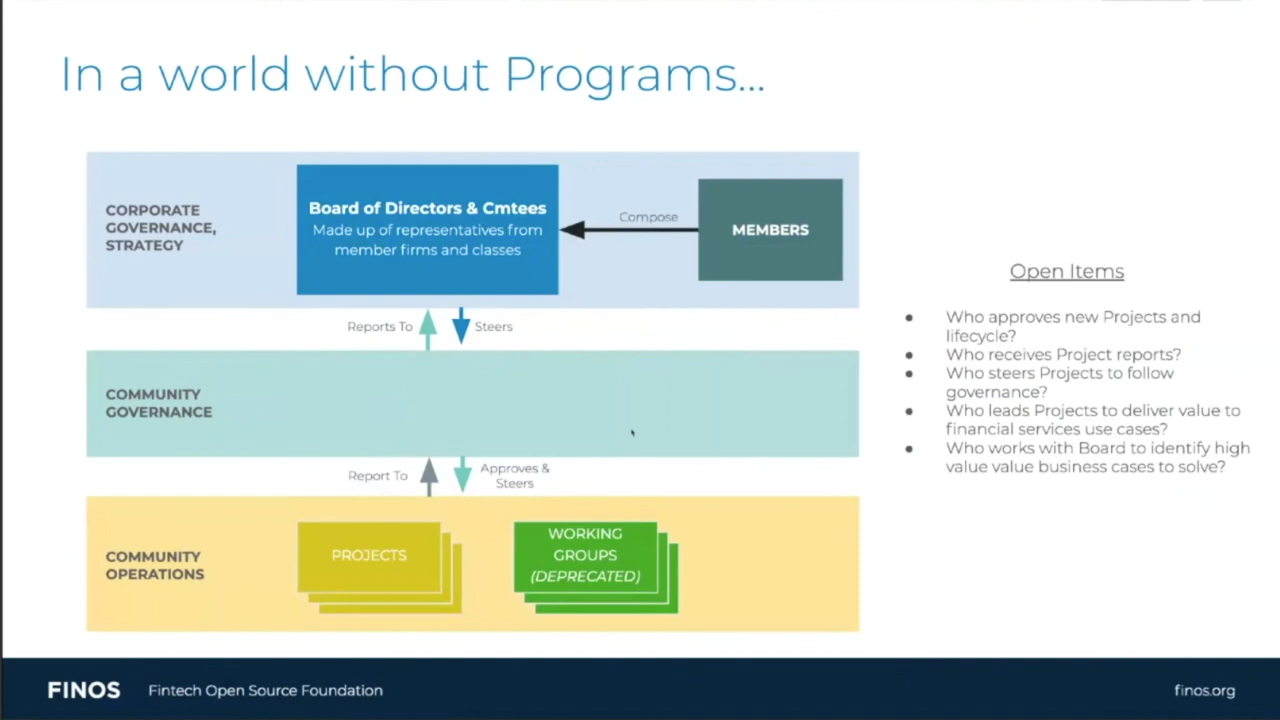 In a world without Programs...
CORPORATE
GOVERNANCE,
STRATEGY
Board of Directors & Cmtees
Made up of representatives from
member firms and classes
Compose
MEMBERS
Reports To
Steers
COMMUNITY
GOVERNANCE
Report To
Approves &
Steers
COMMUNITY
OPERATIONS
PROJECTS
WORKING
GROUPS
(DEPRECATED)
Open Items
● Who approves new Projects and
lifecycle?
● Who receives Project reports?
● Who steers Projects to follow
governance?
● Who leads Projects to deliver value to
financial services use cases?
● Who works with Board to identify high
value value business cases to solve?
FINOS
Fintech Open Source Foundation
finos.org